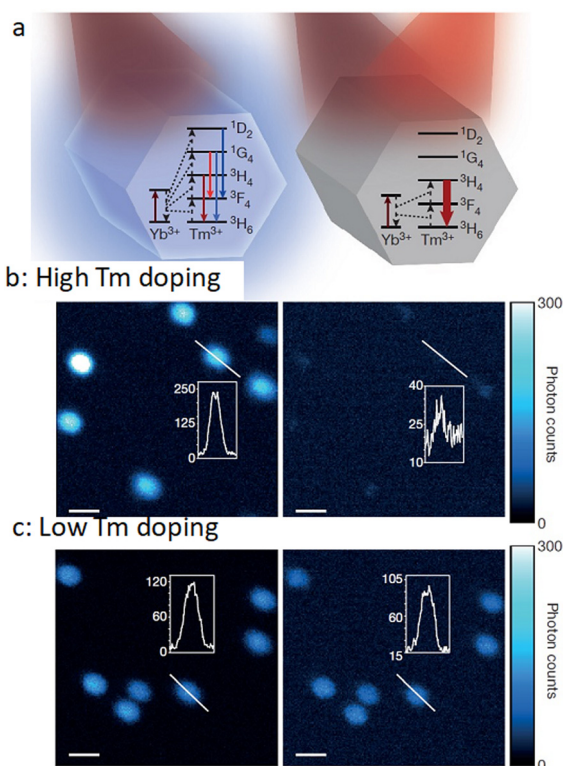 a
¹D₂
¹G₄
³H₄
³F₄
³H₆
Yb³⁺ Tm³⁺
¹D₂
¹G₄
³H₄
³F₄
³H₆
Yb³⁺ Tm³⁺
b: High Tm doping
250
125
0
40
25
10
300
Photon counts
0
c: Low Tm doping
120
60
0
105
60
15
300
Photon counts
0